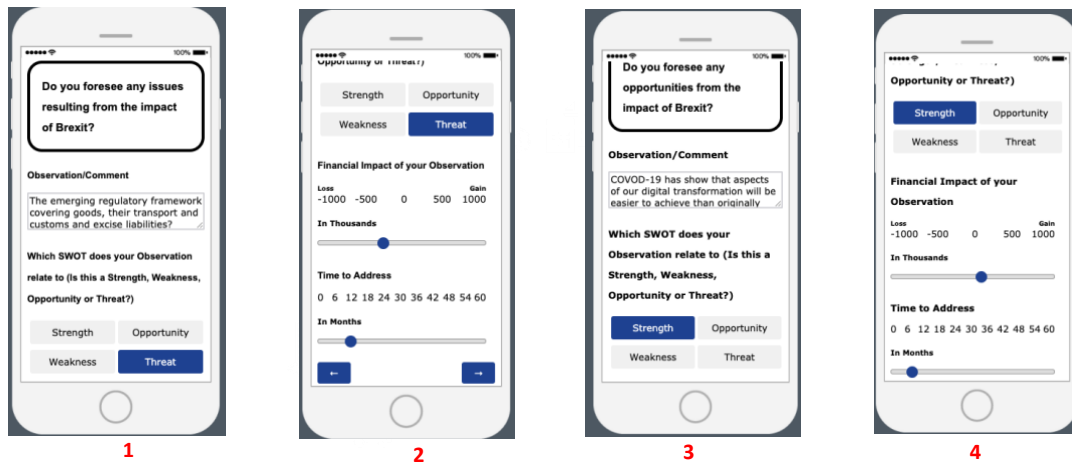 100%
Do you foresee any issues
resulting from the impact
of Brexit?
Observation/Comment
The emerging regulatory framework
covering goods, their transport and
customs and excise liabilities?
Which SWOT does your Observation
relate to (Is this a Strength, Weakness,
Opportunity or Threat?)
Strength Opportunity
Weakness Threat
1
100%
Opportunity or Threat?)
Strength Opportunity
Weakness Threat
Financial Impact of your Observation
Loss Gain
-1000 -500 0 500 1000
In Thousands
Time to Address
0 6 12 18 24 30 36 42 48 54 60
In Months
← →
2
100%
Do you foresee any
opportunities from the
impact of Brexit?
Observation/Comment
COVOD-19 has show that aspects
of our digital transformation will be
easier to achieve than originally
Which SWOT does your
Observation relate to (Is this a
Strength, Weakness,
Opportunity or Threat?)
Strength Opportunity
Weakness Threat
3
100%
Opportunity or Threat?)
Strength Opportunity
Weakness Threat
Financial Impact of your
Observation
Loss Gain
-1000 -500 0 500 1000
In Thousands
Time to Address
0 6 12 18 24 30 36 42 48 54 60
In Months
4